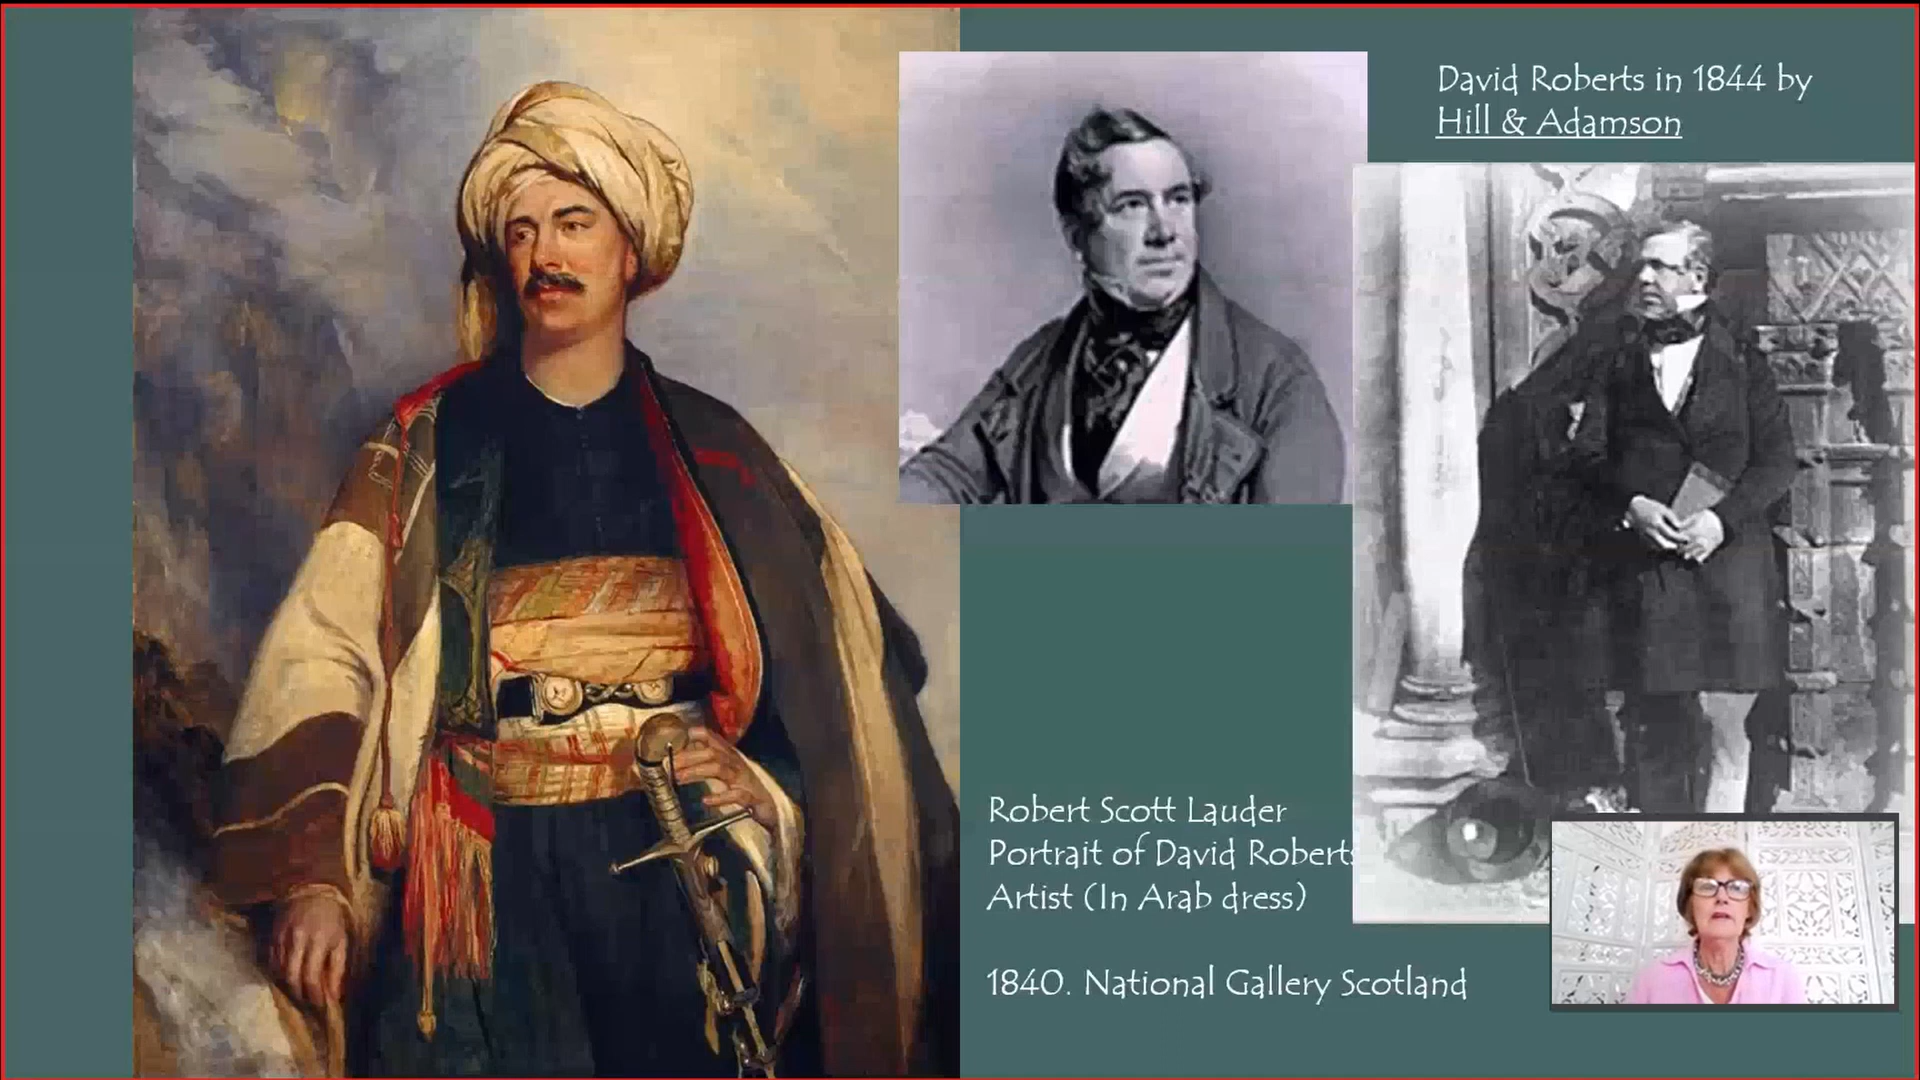 David Roberts in 1844 by
Hill & Adamson
Robert Scott Lauder
Portrait of David Roberts
Artist (In Arab dress)
1840. National Gallery Scotland